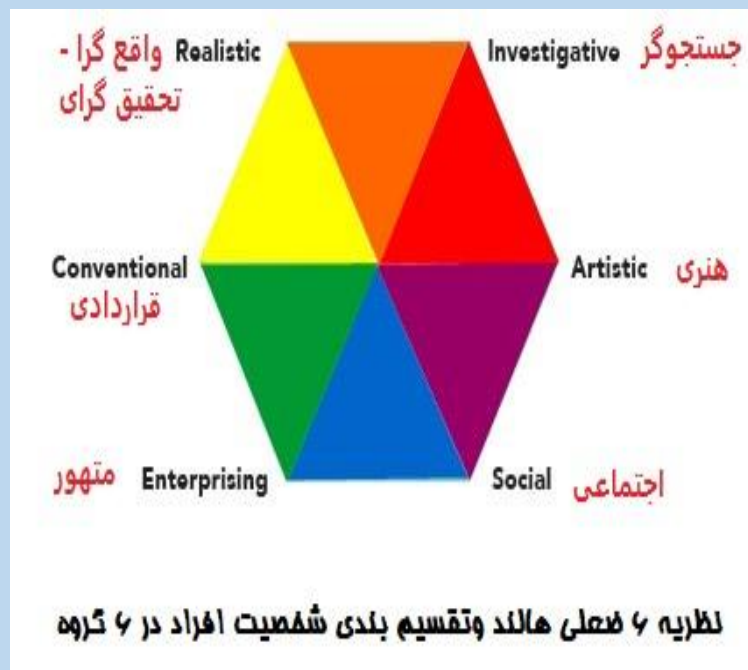 واقع گرا - Realistic
تحقیق گرای
Investigative جستجوگر
Conventional
قراردادی
Artistic هنری
متهور Enterprising
Social اجتماعی
نظریه ۶ ضعلی هالند وتقسیم بندی شخصیت افراد در ۶ گروه